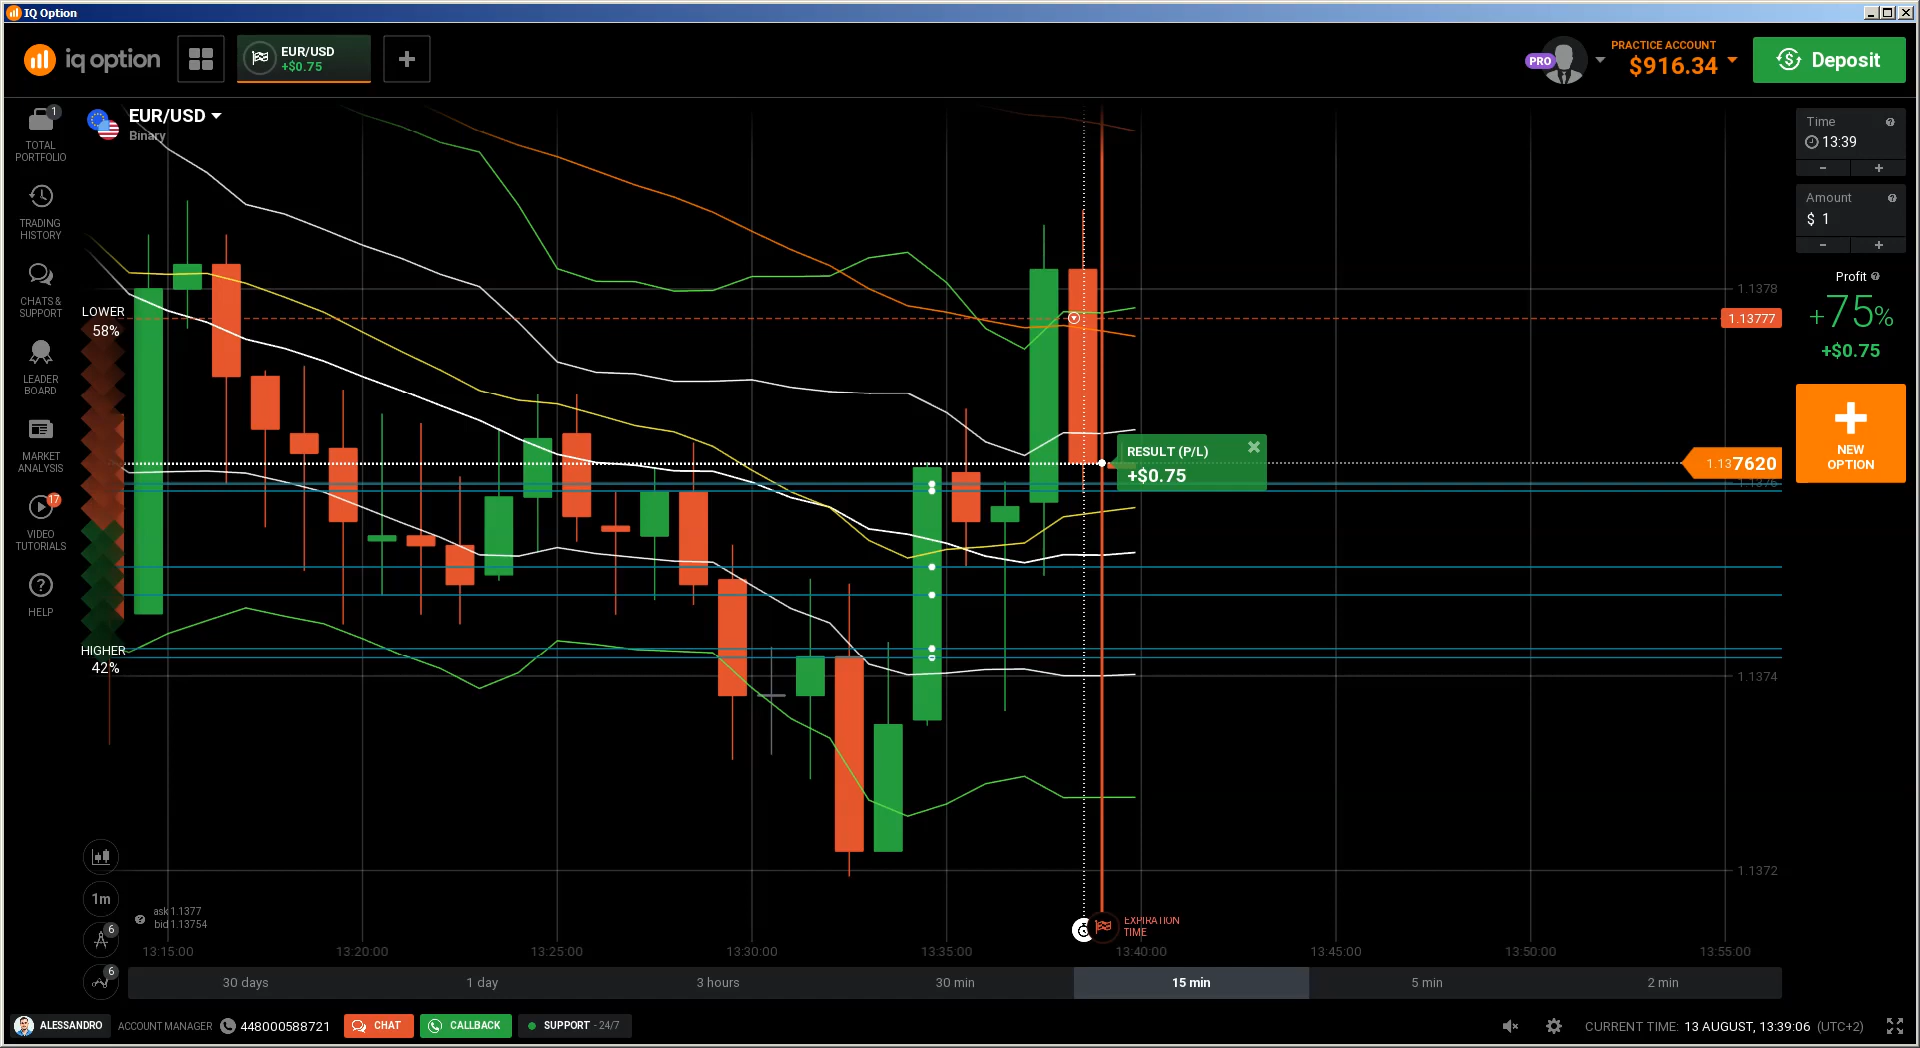 IQ Option
iq option
EUR/USD
+$0.75
PRO
PRACTICE ACCOUNT
$916.34
Deposit
1
TOTAL
PORTFOLIO
TRADING
HISTORY
CHATS &
SUPPORT
LEADER
BOARD
MARKET
ANALYSIS
17
VIDEO
TUTORIALS
HELP
EUR/USD
Binary
LOWER
58%
HIGHER
42%
RESULT (P/L)
+$0.75
1.1378
1.13777
1.137620
1.1376
1.1374
1.1372
Time
13:39
- +
Amount
$ 1
- +
Profit
+75%
+$0.75
NEW
OPTION
1m
6
6
ask 1.1377
bid 1.13754
EXPIRATION
TIME
13:15:00 13:20:00 13:25:00 13:30:00 13:35:00 13:40:00 13:45:00 13:50:00 13:55:00
30 days 1 day 3 hours 30 min 15 min 5 min 2 min
ALESSANDRO ACCOUNT MANAGER 448000588721 CHAT CALLBACK SUPPORT - 24/7 CURRENT TIME: 13 AUGUST, 13:39:06 (UTC+2)